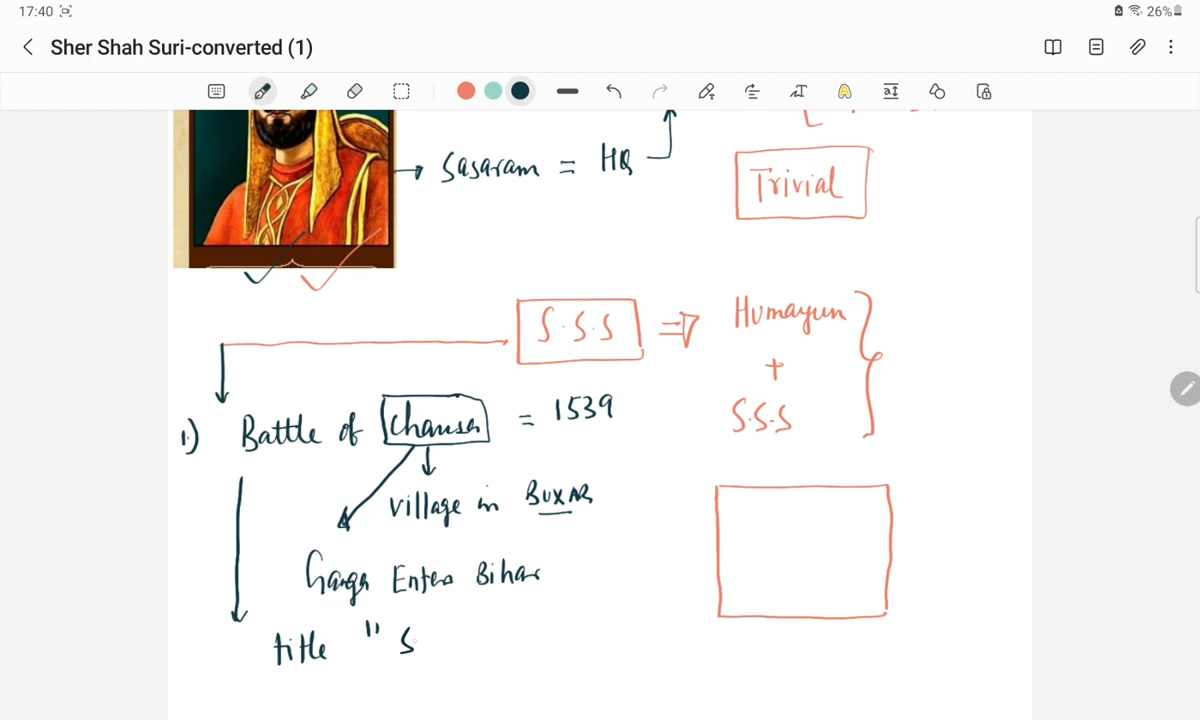 17:40
26%
Sher Shah Suri-converted (1)
Sasaram = HQ
Trivial
S.S.S ⇒ Humayun
+
S.S.S
1) Battle of Chausa = 1539
Village in BUXAR
Ganga Enters Bihar
title " S